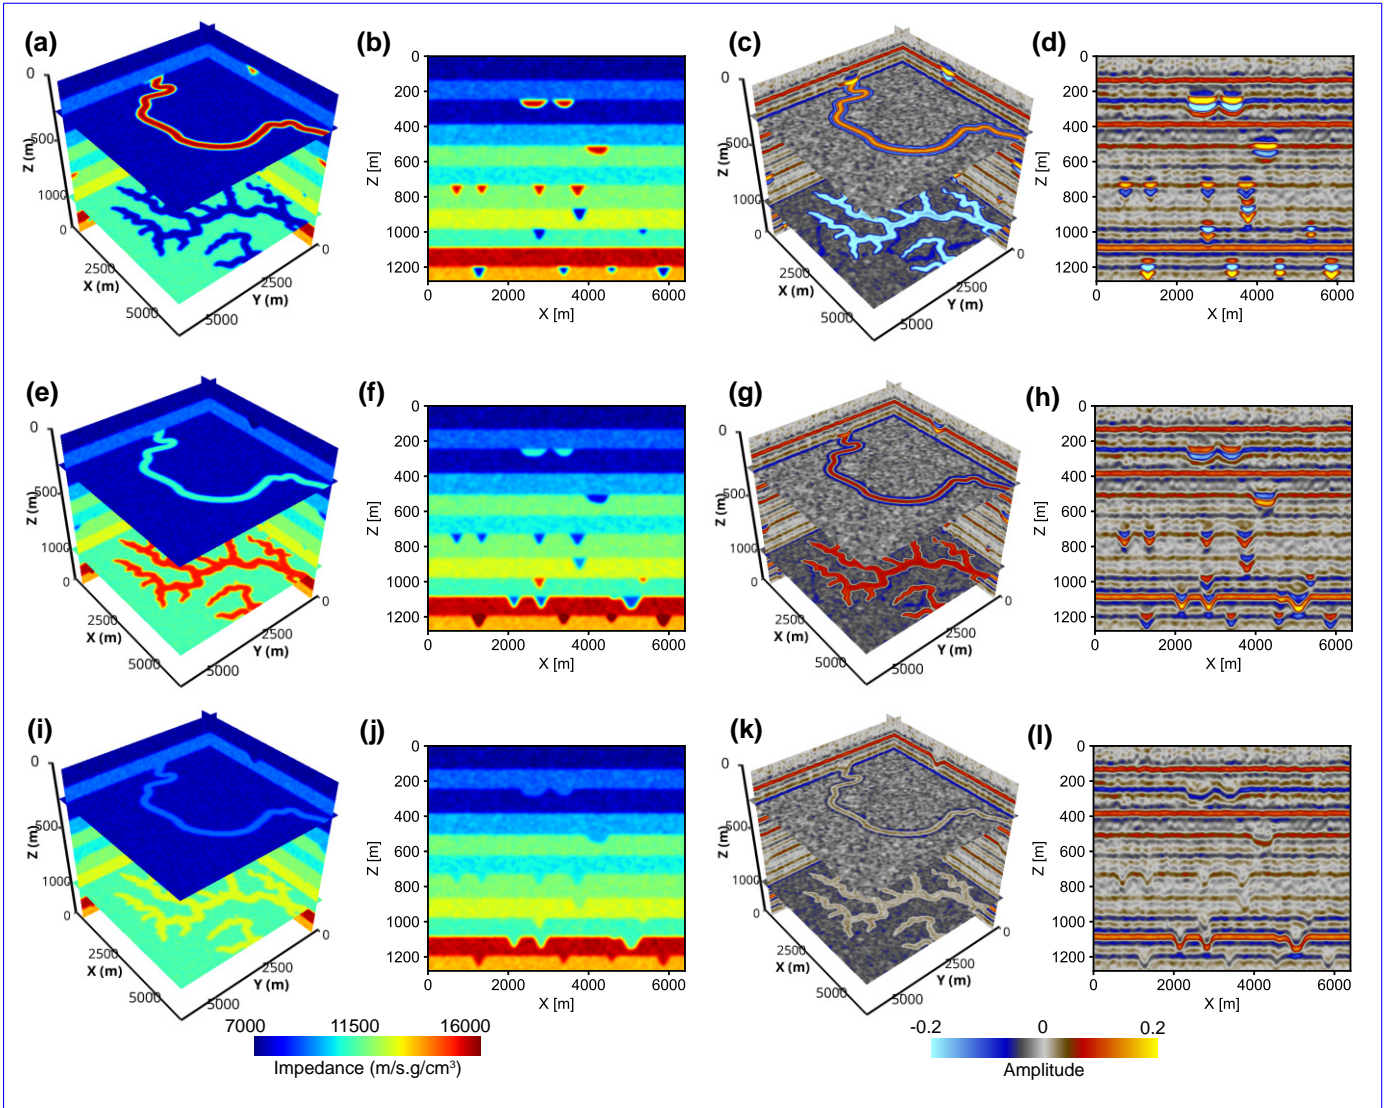 (a)
0
500
1000
0
Z (m)
2500
5000
X (m)
0
2500
5000
Y (m)
(b)
0
200
400
600
800
1000
1200
Z [m]
0 2000 4000 6000
X [m]
(c)
0
500
1000
0
Z (m)
2500
5000
X (m)
0
2500
5000
Y (m)
(d)
0
200
400
600
800
1000
1200
Z [m]
0 2000 4000 6000
X [m]
(e)
0
500
1000
0
Z (m)
2500
5000
X (m)
0
2500
5000
Y (m)
(f)
0
200
400
600
800
1000
1200
Z [m]
0 2000 4000 6000
X [m]
(g)
0
500
1000
0
Z (m)
2500
5000
X (m)
0
2500
5000
Y (m)
(h)
0
200
400
600
800
1000
1200
Z [m]
0 2000 4000 6000
X [m]
(i)
0
500
1000
0
Z (m)
2500
5000
X (m)
0
2500
5000
Y (m)
(j)
0
200
400
600
800
1000
1200
Z [m]
0 2000 4000 6000
X [m]
(k)
0
500
1000
0
Z (m)
2500
5000
X (m)
0
2500
5000
Y (m)
(l)
0
200
400
600
800
1000
1200
Z [m]
0 2000 4000 6000
X [m]
7000 11500 16000
Impedance (m/s.g/cm³)
-0.2 0 0.2
Amplitude